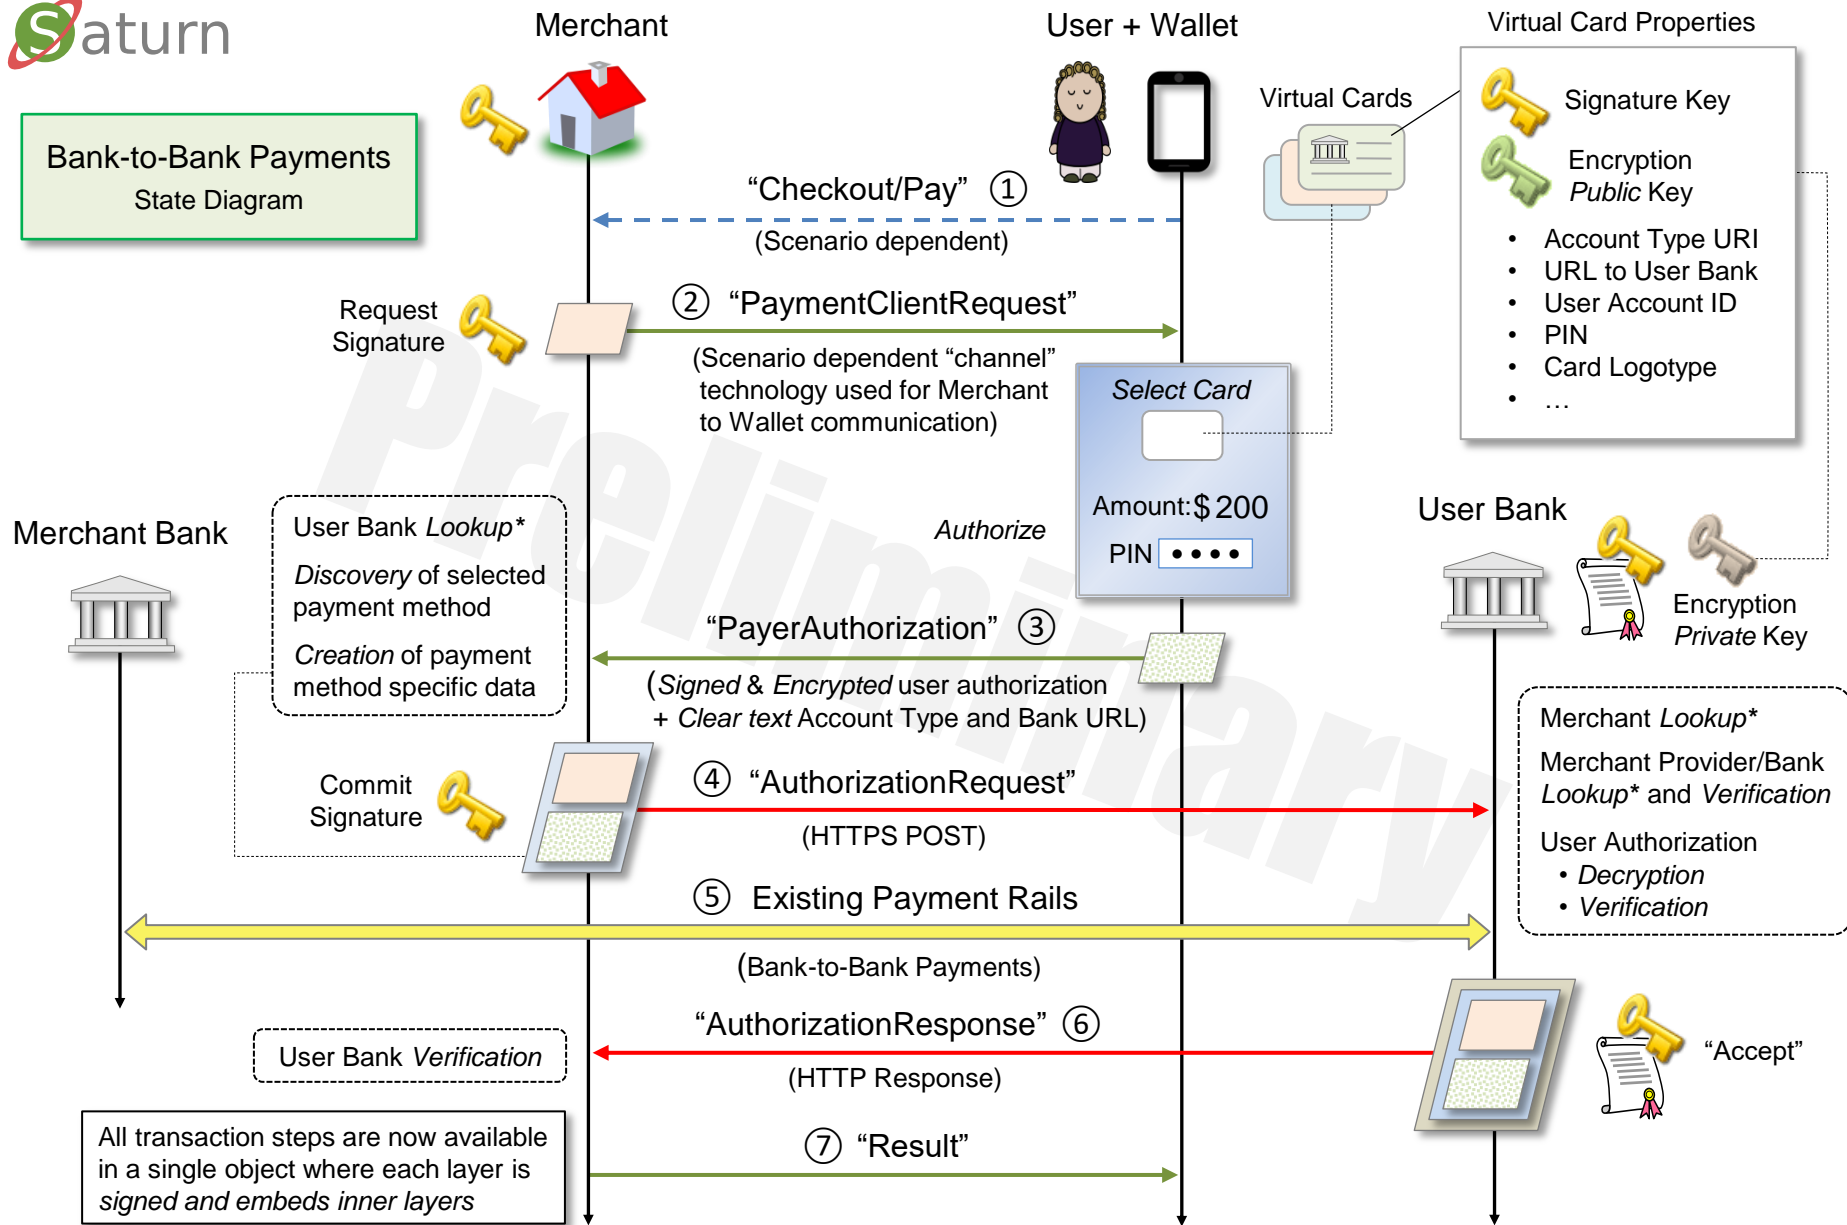 Saturn
Merchant
User + Wallet
Virtual Card Properties
Bank-to-Bank Payments
State Diagram
Virtual Cards
Signature Key
Encryption
Public Key
• Account Type URI
• URL to User Bank
• User Account ID
• PIN
• Card Logotype
• …
“Checkout/Pay” ①
(Scenario dependent)
Request
Signature
② “PaymentClientRequest”
(Scenario dependent “channel”
technology used for Merchant
to Wallet communication)
Select Card
Amount: $ 200
PIN ● ● ● ●
Authorize
Merchant Bank
User Bank Lookup*
Discovery of selected
payment method
Creation of payment
method specific data
User Bank
Encryption
Private Key
“PayerAuthorization” ③
(Signed & Encrypted user authorization
+ Clear text Account Type and Bank URL)
Merchant Lookup*
Merchant Provider/Bank
Lookup* and Verification
User Authorization
• Decryption
• Verification
Commit
Signature
④ “AuthorizationRequest”
(HTTPS POST)
⑤ Existing Payment Rails
(Bank-to-Bank Payments)
“AuthorizationResponse” ⑥
(HTTP Response)
User Bank Verification
“Accept”
All transaction steps are now available
in a single object where each layer is
signed and embeds inner layers
⑦ “Result”
Preliminary